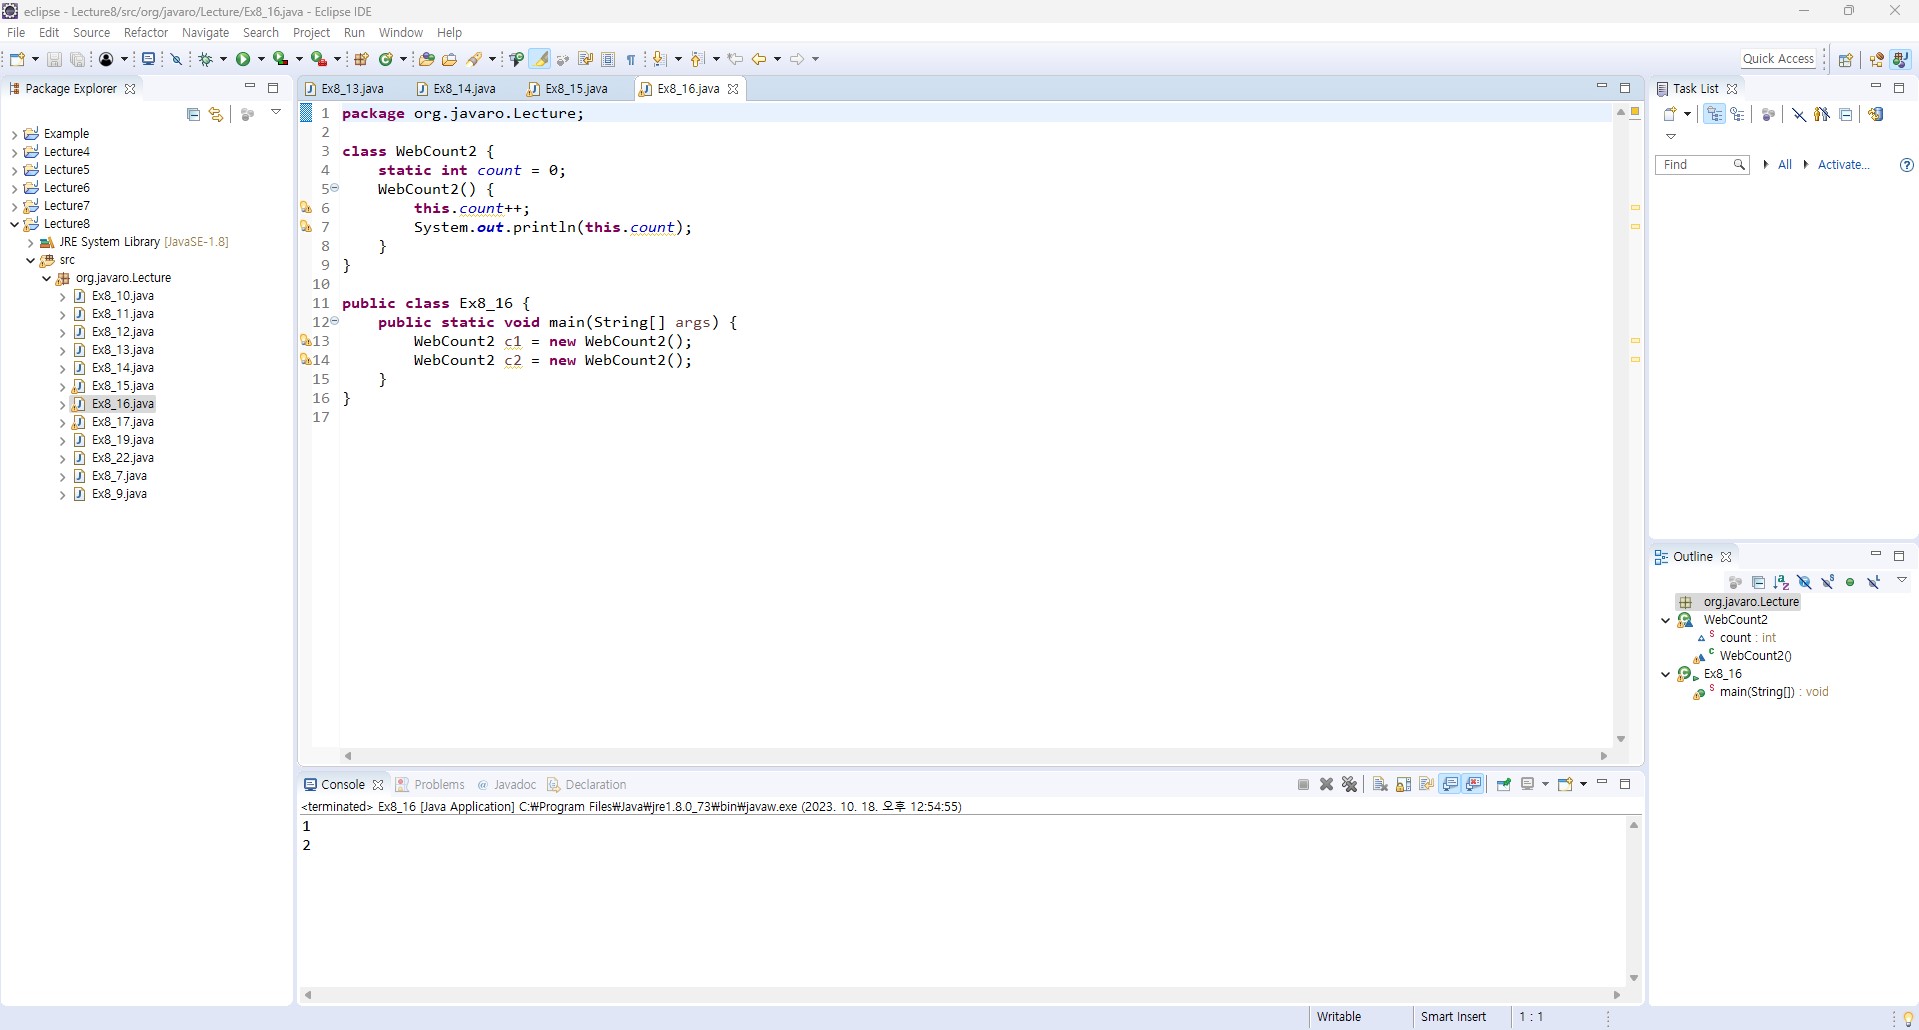 eclipse - Lecture8/src/org/javaro/Lecture/Ex8_16.java - Eclipse IDE
File Edit Source Refactor Navigate Search Project Run Window Help
Quick Access
Package Explorer
Example
Lecture4
Lecture5
Lecture6
Lecture7
Lecture8
JRE System Library [JavaSE-1.8]
src
org.javaro.Lecture
Ex8_10.java
Ex8_11.java
Ex8_12.java
Ex8_13.java
Ex8_14.java
Ex8_15.java
Ex8_16.java
Ex8_17.java
Ex8_19.java
Ex8_22.java
Ex8_7.java
Ex8_9.java
Ex8_13.java Ex8_14.java Ex8_15.java Ex8_16.java
1 package org.javaro.Lecture;
2
3 class WebCount2 {
4     static int count = 0;
5     WebCount2() {
6         this.count++;
7         System.out.println(this.count);
8     }
9 }
10
11 public class Ex8_16 {
12     public static void main(String[] args) {
13         WebCount2 c1 = new WebCount2();
14         WebCount2 c2 = new WebCount2();
15     }
16 }
17
Console Problems @ Javadoc Declaration
<terminated> Ex8_16 [Java Application] C:₩Program Files₩Java₩jre1.8.0_73₩bin₩javaw.exe (2023. 10. 18. 오후 12:54:55)
1
2
Task List
Find All Activate...
Outline
org.javaro.Lecture
WebCount2
count : int
WebCount2()
Ex8_16
main(String[]) : void
Writable Smart Insert 1 : 1